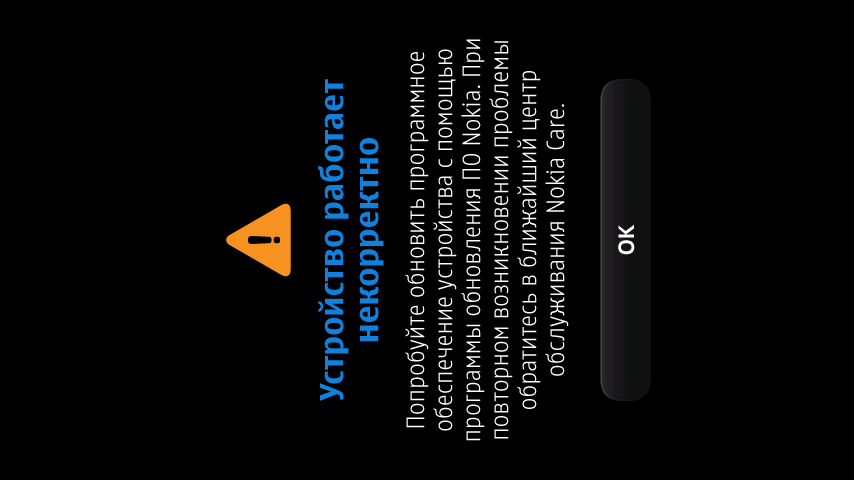 Устройство работает
некорректно
Попробуйте обновить программное
обеспечение устройства с помощью
программы обновления ПО Nokia. При
повторном возникновении проблемы
обратитесь в ближайший центр
обслуживания Nokia Care.
ОК